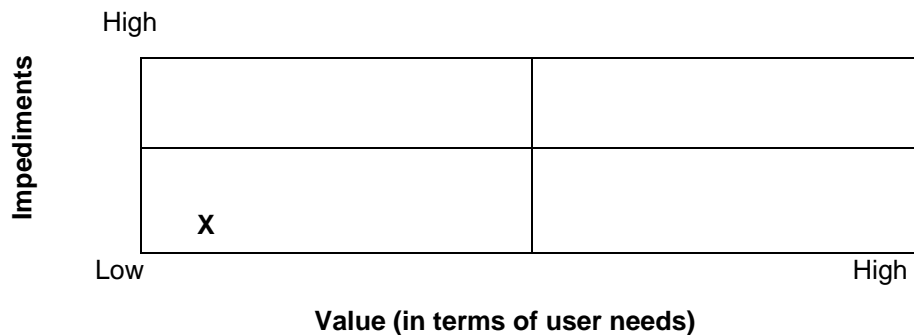 High
Impediments
X
Low
High
Value (in terms of user needs)